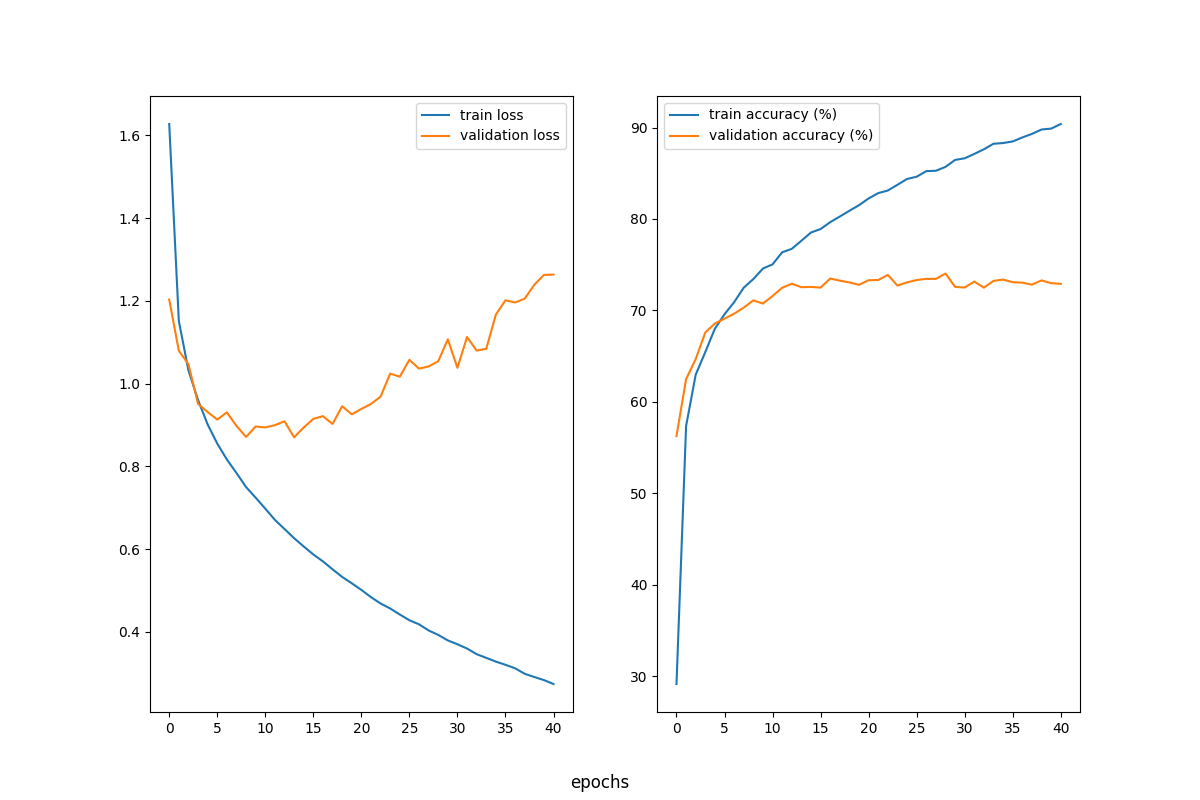 train loss
validation loss
1.6
1.4
1.2
1.0
0.8
0.6
0.4
0 5 10 15 20 25 30 35 40
train accuracy (%)
validation accuracy (%)
90
80
70
60
50
40
30
0 5 10 15 20 25 30 35 40
epochs